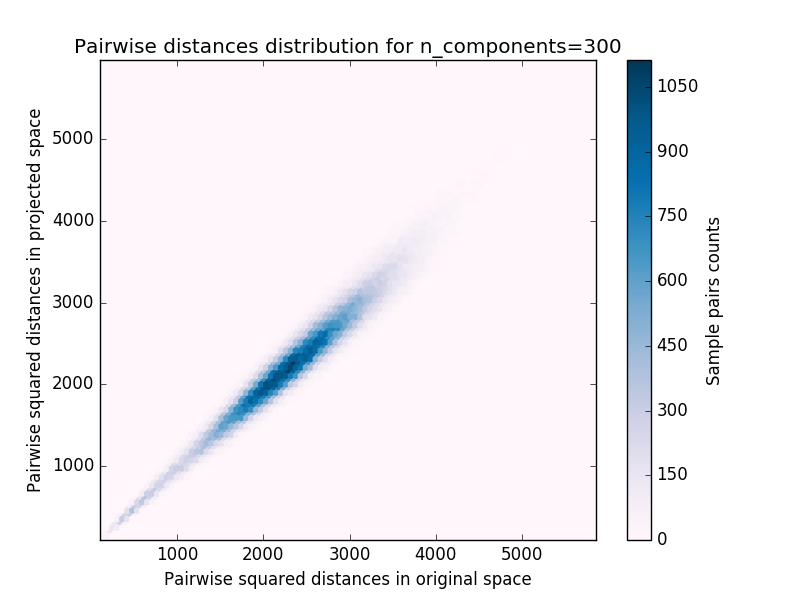 Pairwise distances distribution for n_components=300
Pairwise squared distances in projected space
5000
4000
3000
2000
1000
1000 2000 3000 4000 5000
Pairwise squared distances in original space
1050
900
750
600
450
300
150
0
Sample pairs counts